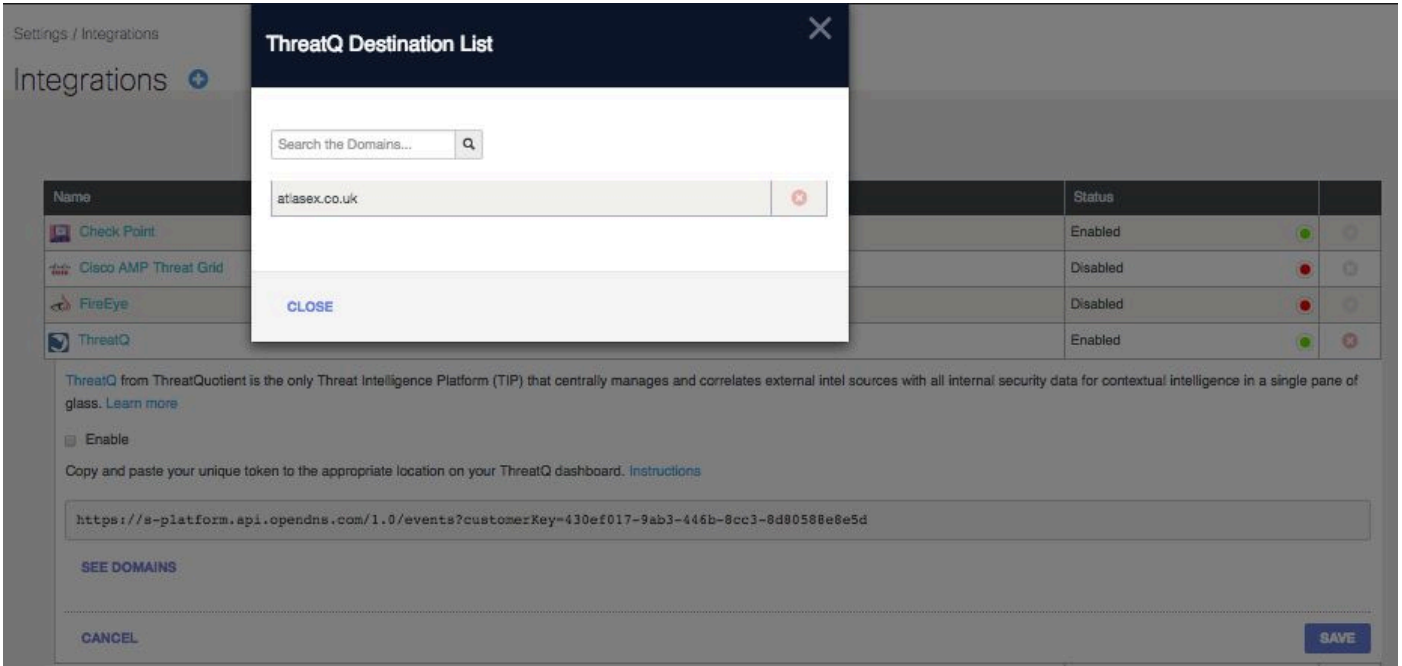 Settings / Integrations
Integrations
ThreatQ Destination List
Search the Domains...
atlasex.co.uk
CLOSE
Name
Status
Check Point
Enabled
Cisco AMP Threat Grid
Disabled
FireEye
Disabled
ThreatQ
Enabled
ThreatQ from ThreatQuotient is the only Threat Intelligence Platform (TIP) that centrally manages and correlates external intel sources with all internal security data for contextual intelligence in a single pane of
glass. Learn more
Enable
Copy and paste your unique token to the appropriate location on your ThreatQ dashboard. Instructions
https://s-platform.api.opendns.com/1.0/events?customerKey=430ef017-9ab3-446b-8cc3-8d80588e8e5d
SEE DOMAINS
CANCEL
SAVE